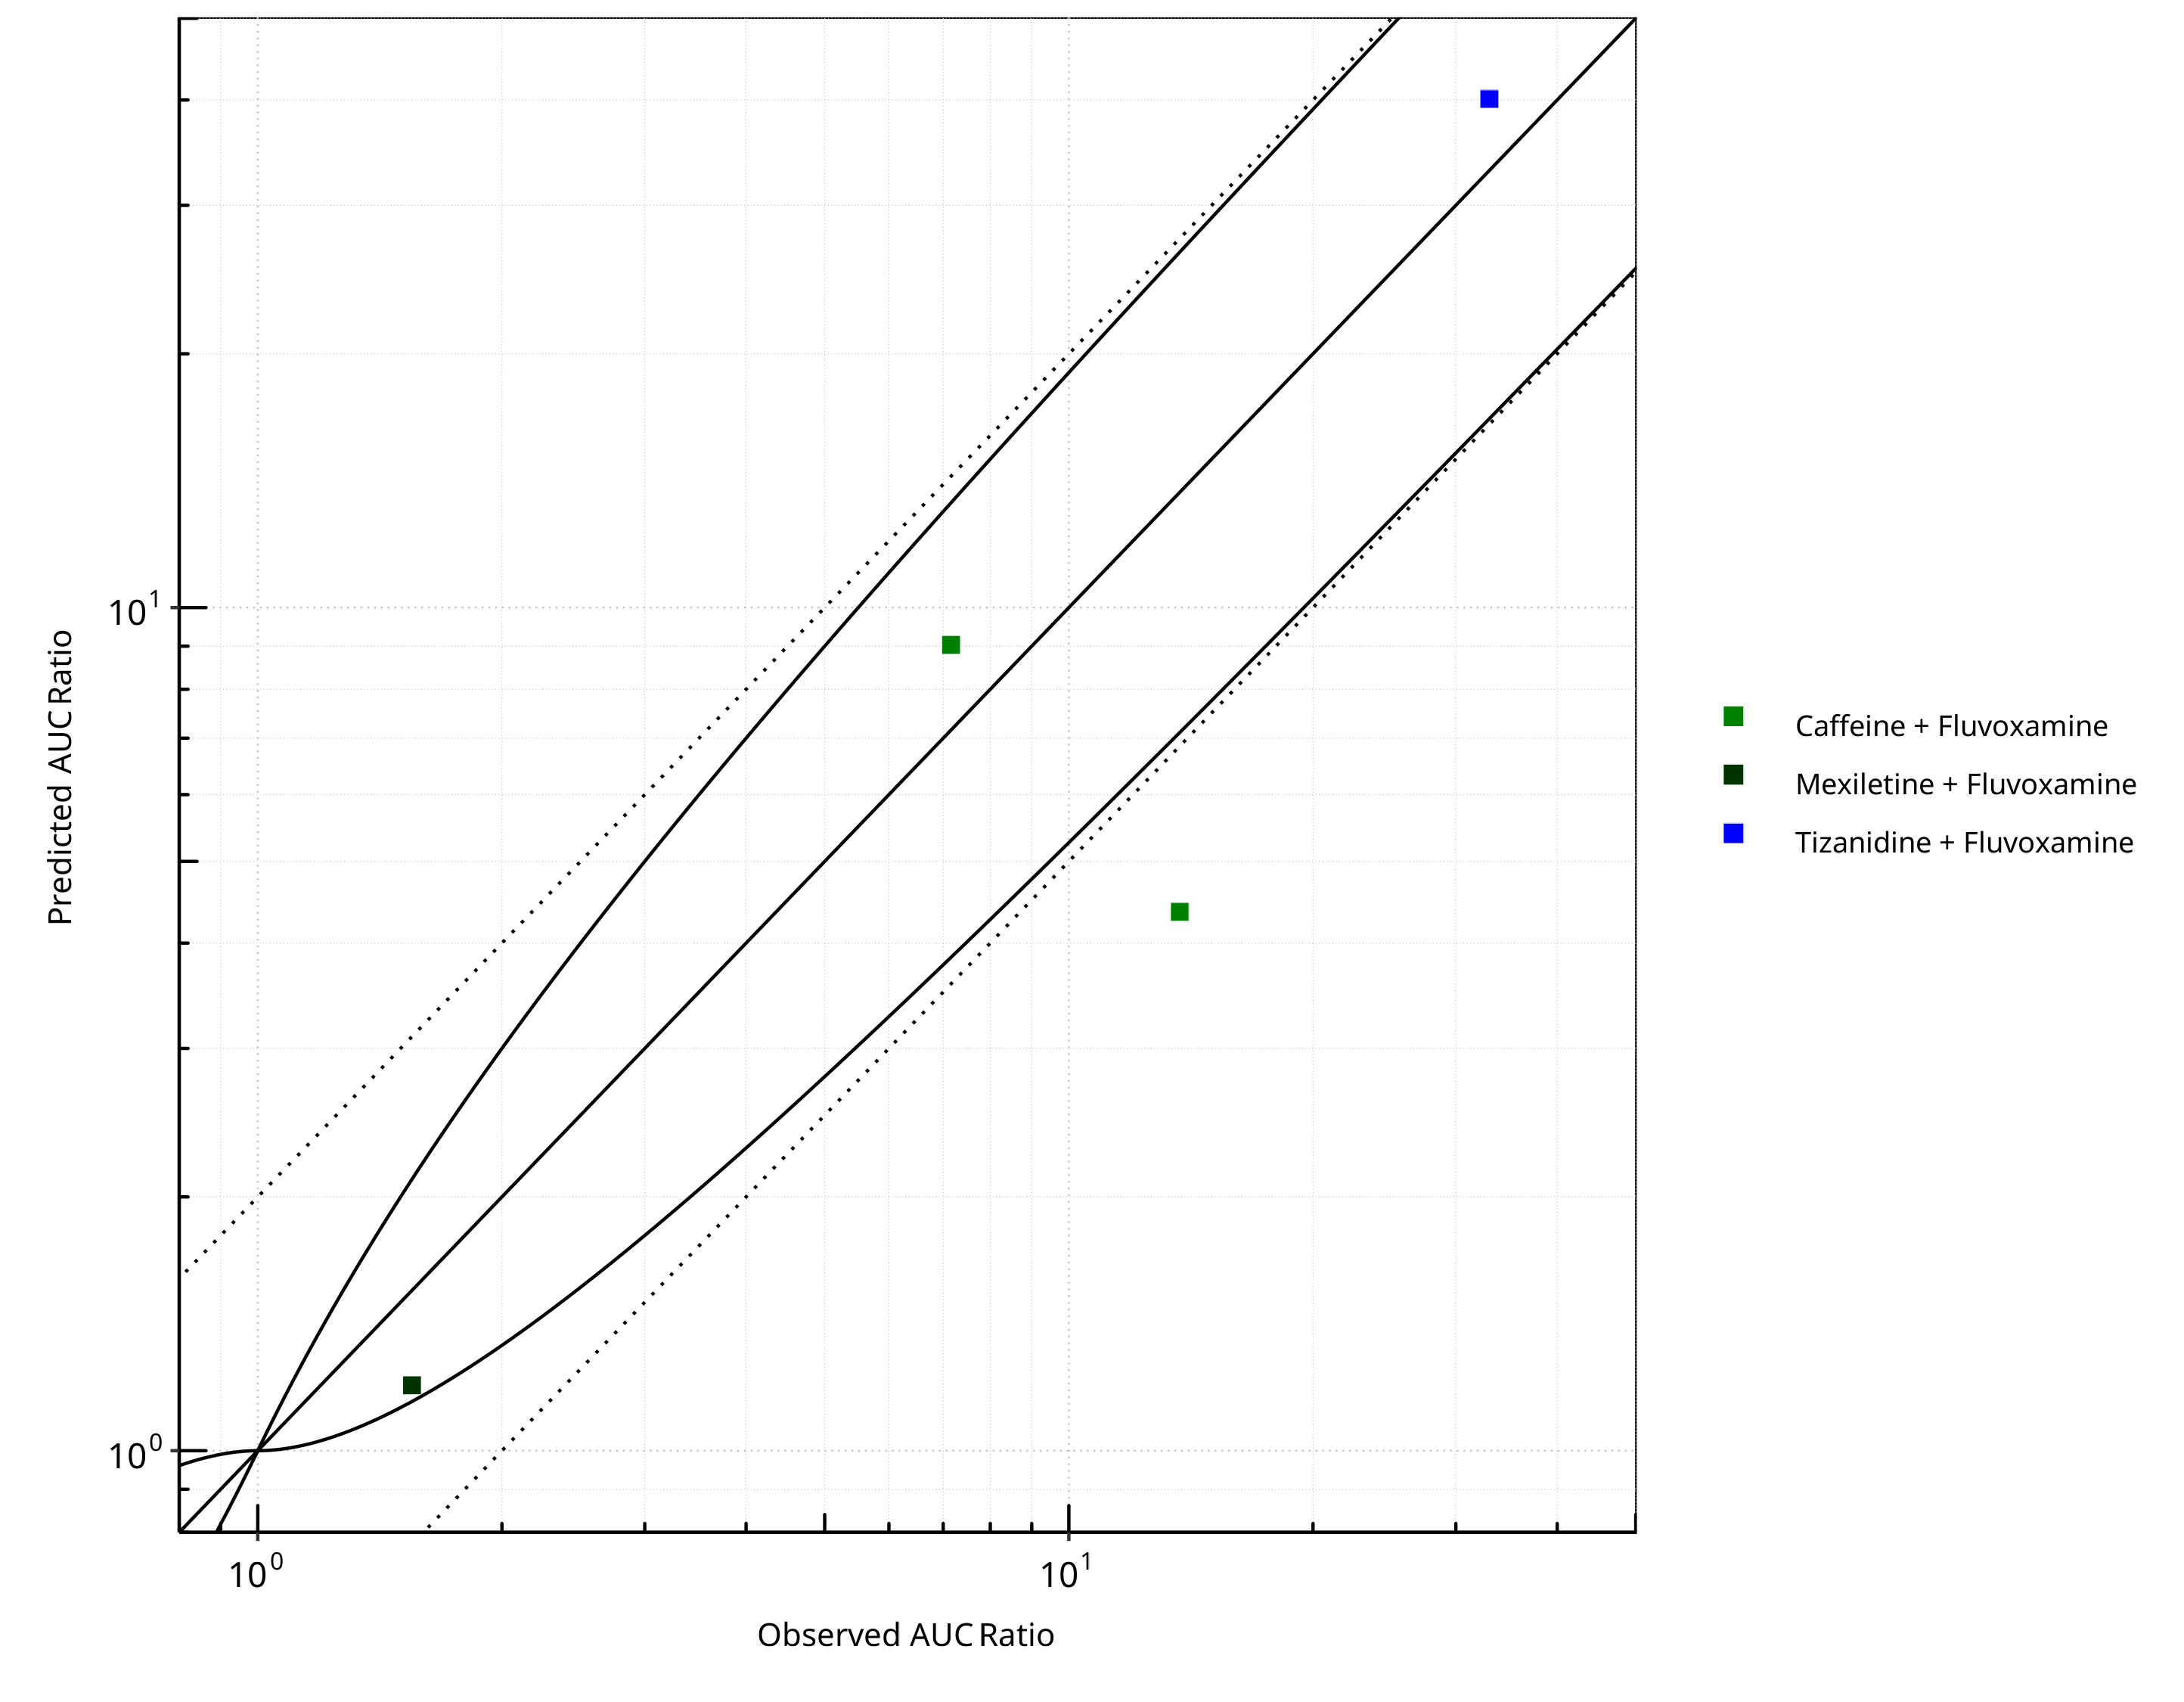 Predicted AUC Ratio
10^1
10^0
10^0
10^1
Observed AUC Ratio
Caffeine + Fluvoxamine
Mexiletine + Fluvoxamine
Tizanidine + Fluvoxamine